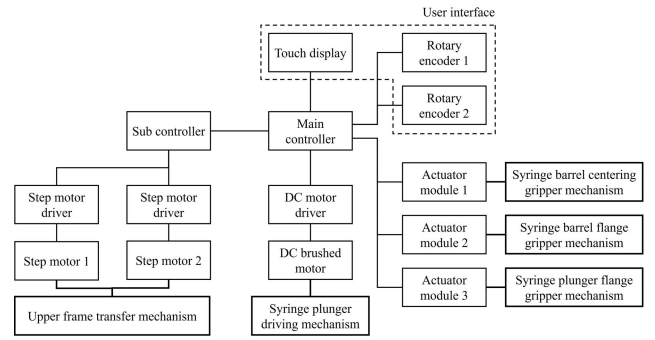 User interface
Touch display
Rotary
encoder 1
Rotary
encoder 2
Sub controller
Main
controller
Step motor
driver
Step motor
driver
DC motor
driver
Actuator
module 1
Syringe barrel centering
gripper mechanism
Step motor 1
Step motor 2
DC brushed
motor
Actuator
module 2
Syringe barrel flange
gripper mechanism
Actuator
module 3
Syringe plunger flange
gripper mechanism
Upper frame transfer mechanism
Syringe plunger
driving mechanism